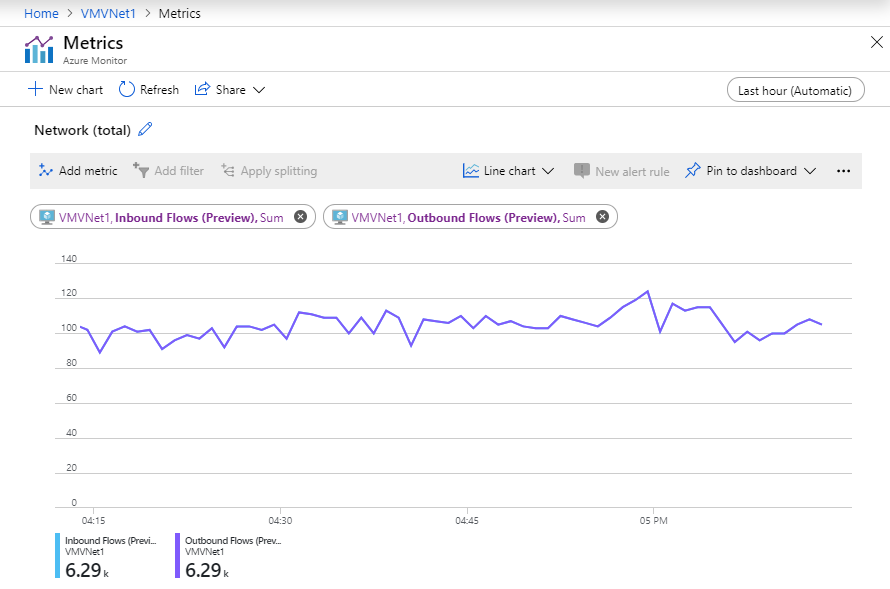 Home > VMVNet1 > Metrics
Metrics
Azure Monitor
New chart Refresh Share Last hour (Automatic)
Network (total)
Add metric Add filter Apply splitting Line chart New alert rule Pin to dashboard ...
VMVNet1, Inbound Flows (Preview), Sum VMVNet1, Outbound Flows (Preview), Sum
140
120
100
80
60
40
20
0
04:15 04:30 04:45 05 PM
Inbound Flows (Previ... Outbound Flows (Prev...
VMVNet1 VMVNet1
6.29 k 6.29 k